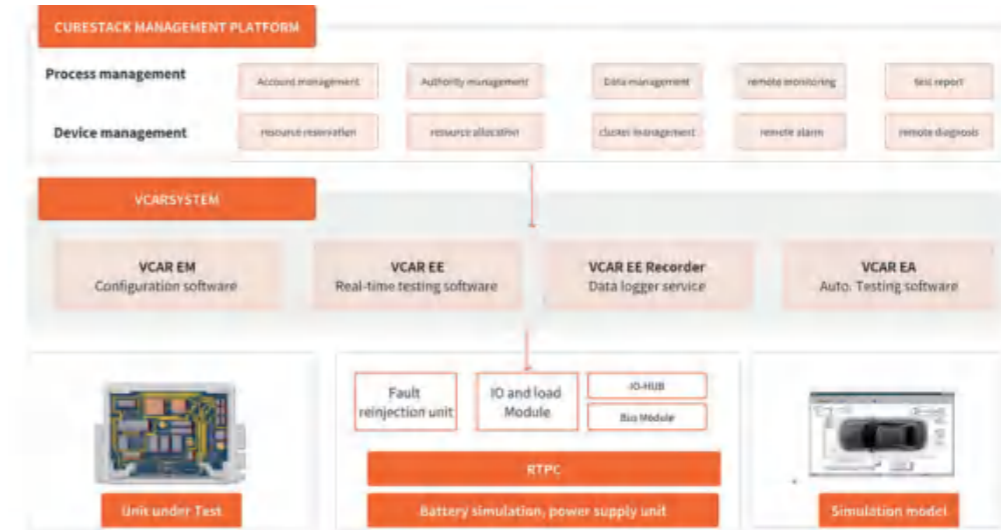 CURESTACK MANAGEMENT PLATFORM
Process management
Account management
Authority management
Data management
remote monitoring
test report
Device management
resource reservation
resource allocation
cluster management
remote alarm
remote diagnosis
VCARSYSTEM
VCAR EM
Configuration software
VCAR EE
Real-time testing software
VCAR EE Recorder
Data logger service
VCAR EA
Auto. Testing software
Fault
reinjection unit
IO and load
Module
IO-HUB
Bus Module
RTPC
Unit under Test
Battery simulation, power supply unit
Simulation model